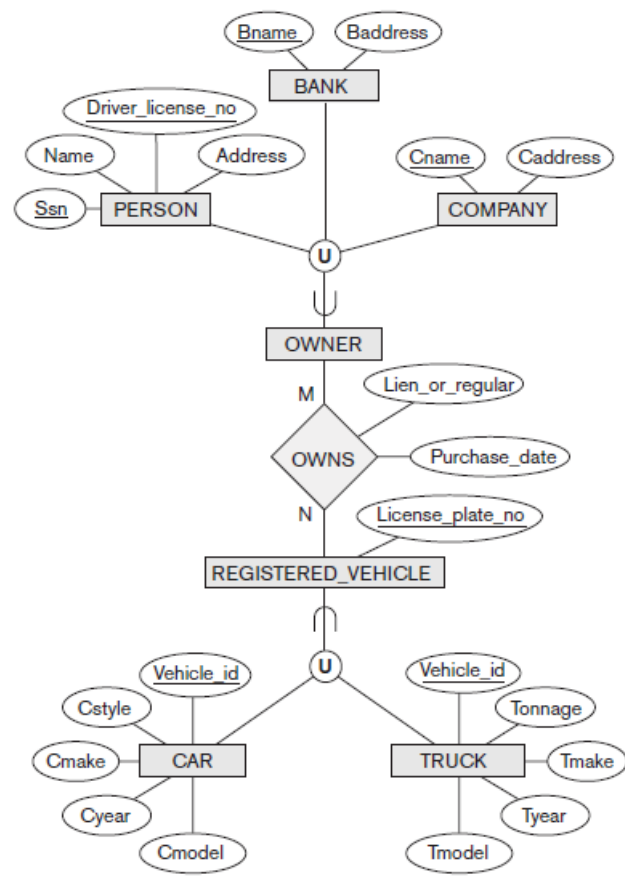 Bname
Baddress
BANK
Driver_license_no
Name
Address
Cname
Caddress
Ssn
PERSON
COMPANY
U
OWNER
M
Lien_or_regular
OWNS
Purchase_date
N
License_plate_no
REGISTERED_VEHICLE
U
Vehicle_id
Vehicle_id
Cstyle
Tonnage
Cmake
CAR
TRUCK
Tmake
Cyear
Tyear
Cmodel
Tmodel